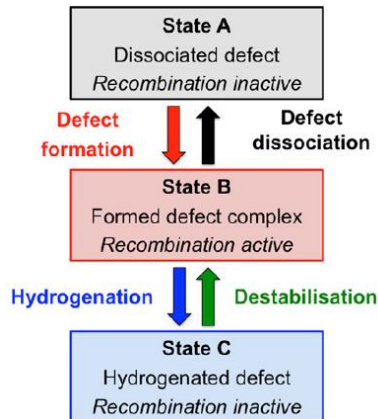 State A
Dissociated defect
Recombination inactive
Defect
formation
Defect
dissociation
State B
Formed defect complex
Recombination active
Hydrogenation
Destabilisation
State C
Hydrogenated defect
Recombination inactive